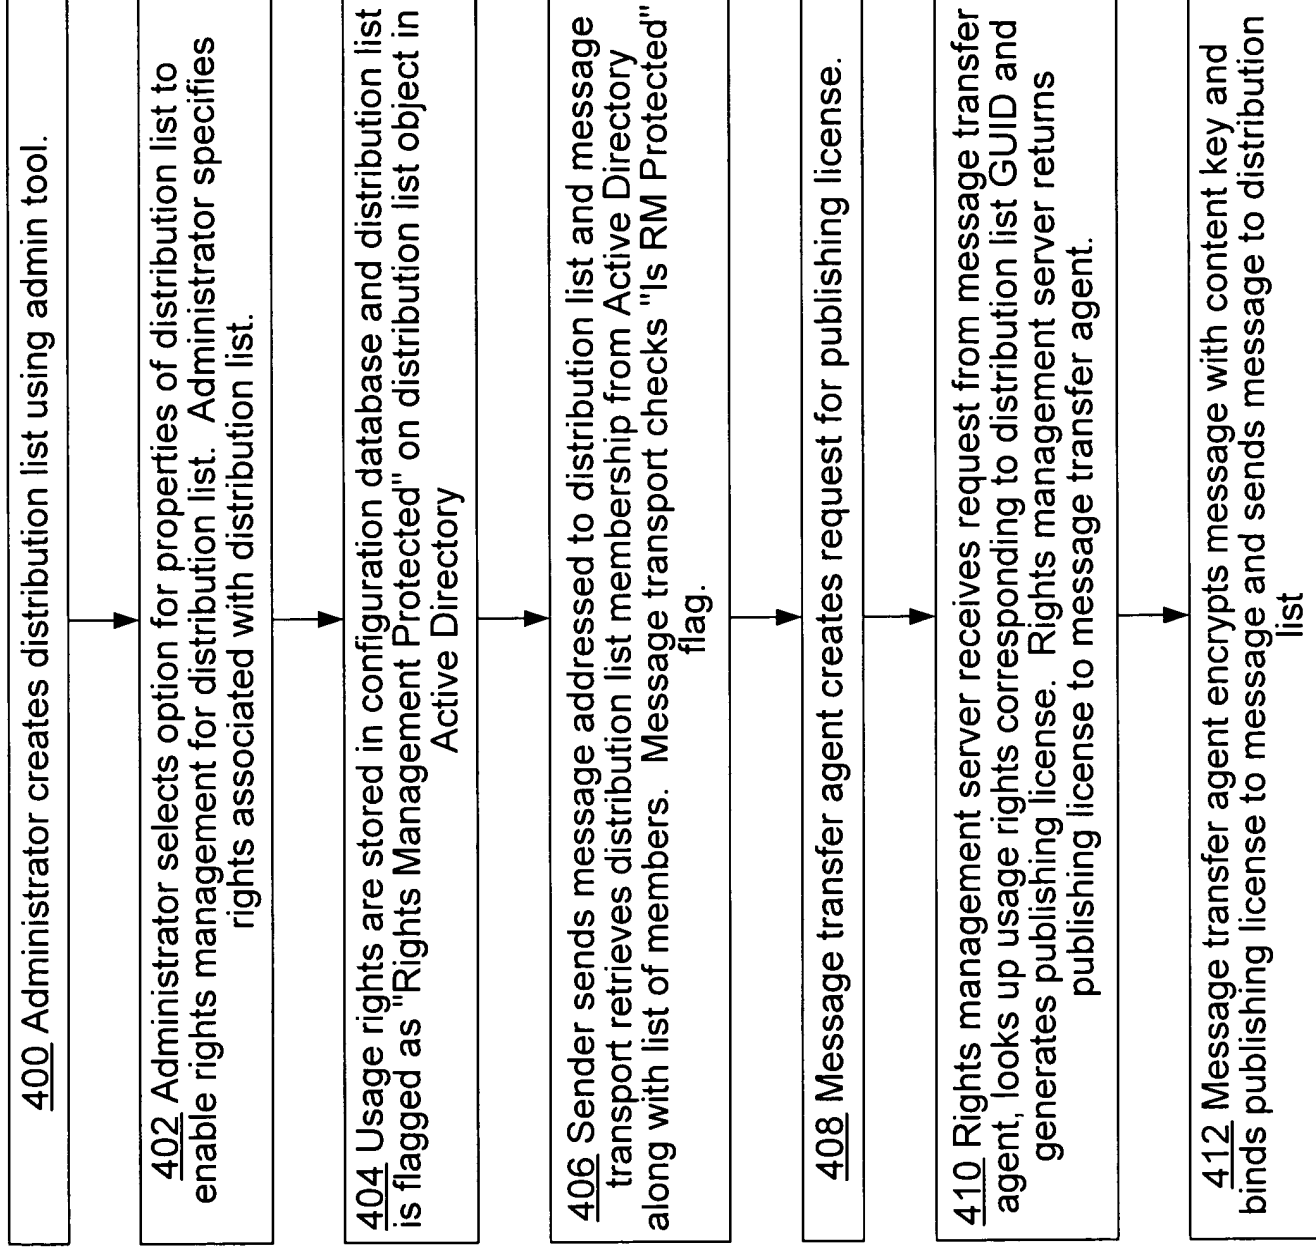 400 Administrator creates distribution list using admin tool.
402 Administrator selects option for properties of distribution list to
enable rights management for distribution list. Administrator specifies
rights associated with distribution list.
404 Usage rights are stored in configuration database and distribution list
is flagged as "Rights Management Protected" on distribution list object in
Active Directory
406 Sender sends message addressed to distribution list and message
transport retrieves distribution list membership from Active Directory
along with list of members. Message transport checks "Is RM Protected"
flag.
408 Message transfer agent creates request for publishing license.
410 Rights management server receives request from message transfer
agent, looks up usage rights corresponding to distribution list GUID and
generates publishing license. Rights management server returns
publishing license to message transfer agent.
412 Message transfer agent encrypts message with content key and
binds publishing license to message and sends message to distribution
list